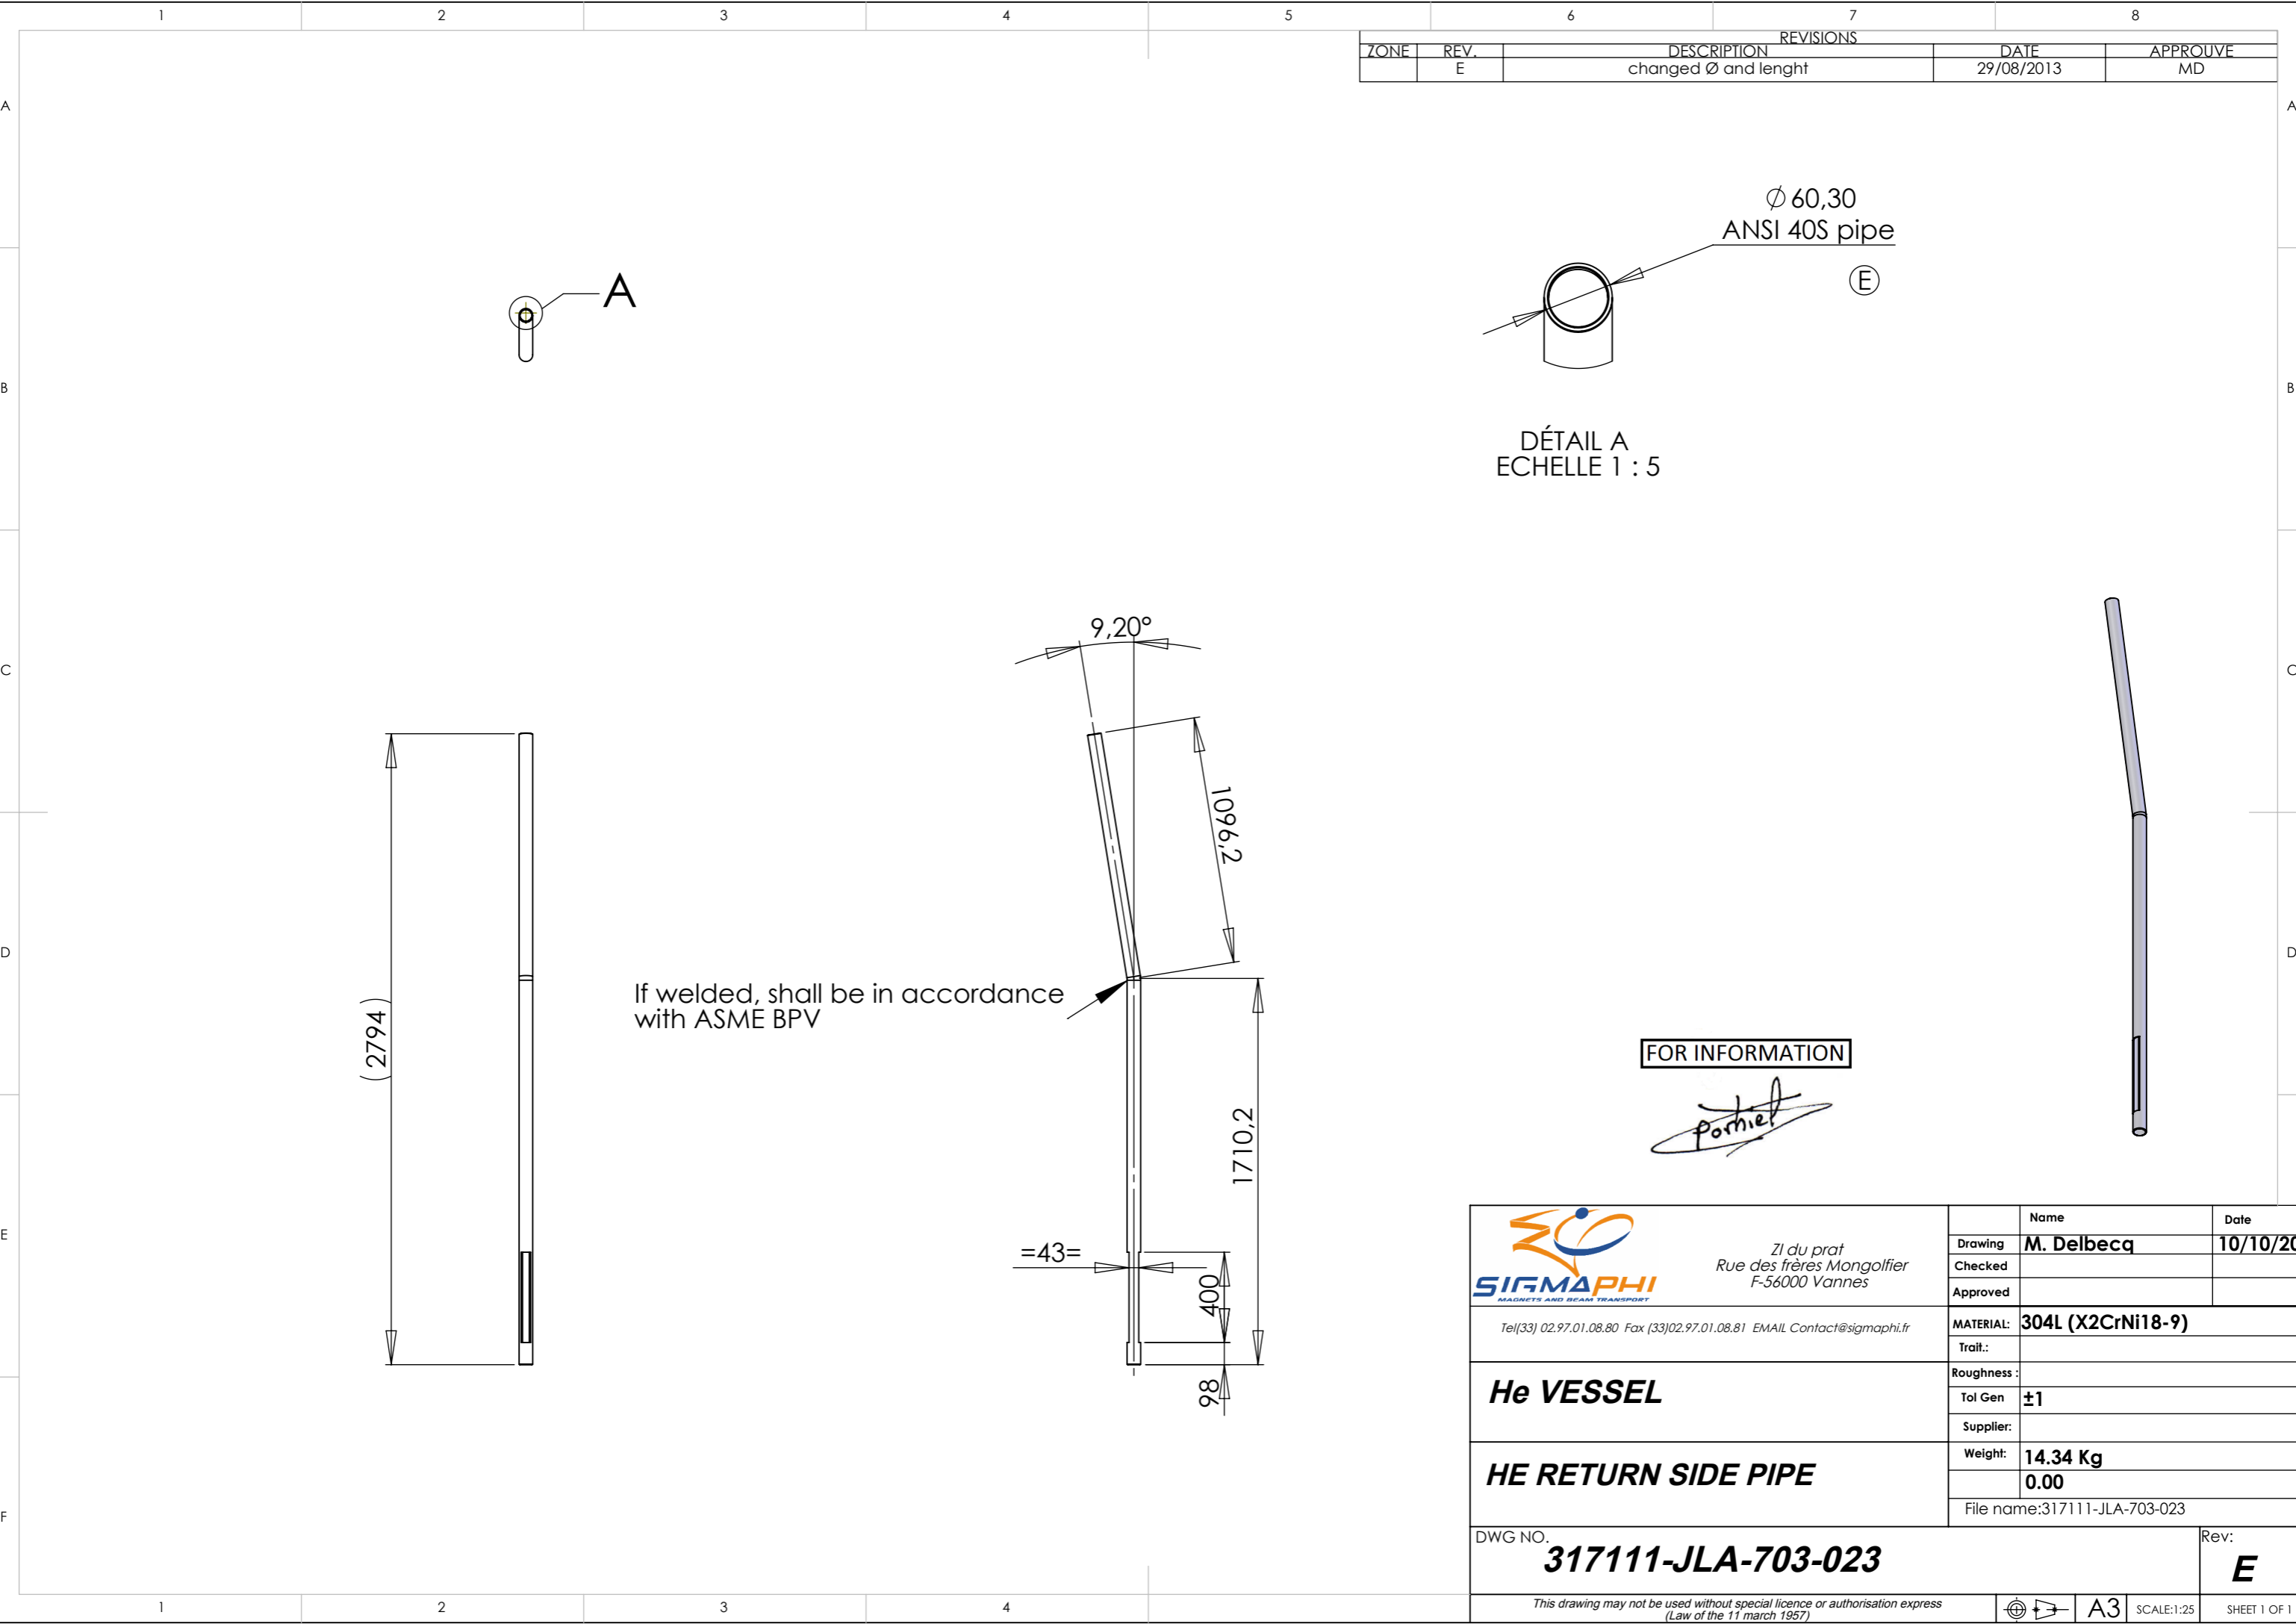 1 2 3 4 5 6 7 8
REVISIONS
ZONE REV. DESCRIPTION DATE APPROUVE
E changed Ø and lenght 29/08/2013 MD
A A
Ø 60,30
ANSI 40S pipe
E
A
B B
DÉTAIL A
ECHELLE 1 : 5
9,20°
C C
1096,2
D D
If welded, shall be in accordance
with ASME BPV
(2794)
FOR INFORMATION
1710,2
E
=43=
400
98
SIGMAPHI
MAGNETS AND BEAM TRANSPORT
ZI du prat
Rue des frères Mongolfier
F-56000 Vannes
Tel(33) 02.97.01.08.80 Fax (33)02.97.01.08.81 EMAIL Contact@sigmaphi.fr
Name Date
Drawing M. Delbecq 10/10/20
Checked
Approved
MATERIAL: 304L (X2CrNi18-9)
Trait.:
Roughness :
Tol Gen ±1
Supplier:
Weight: 14.34 Kg
0.00
File name:317111-JLA-703-023
He VESSEL
HE RETURN SIDE PIPE
F
DWG NO.
317111-JLA-703-023
Rev:
E
This drawing may not be used without special licence or authorisation express
(Law of the 11 march 1957)
A3 SCALE:1:25 SHEET 1 OF 1
1 2 3 4